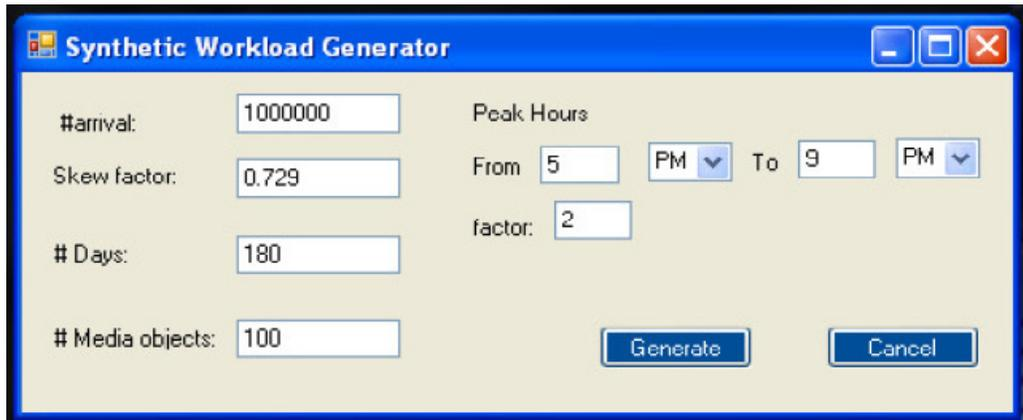 Synthetic Workload Generator
#arrival: 1000000
Skew factor: 0.729
# Days: 180
# Media objects: 100
Peak Hours
From 5 PM To 9 PM
factor: 2
Generate Cancel